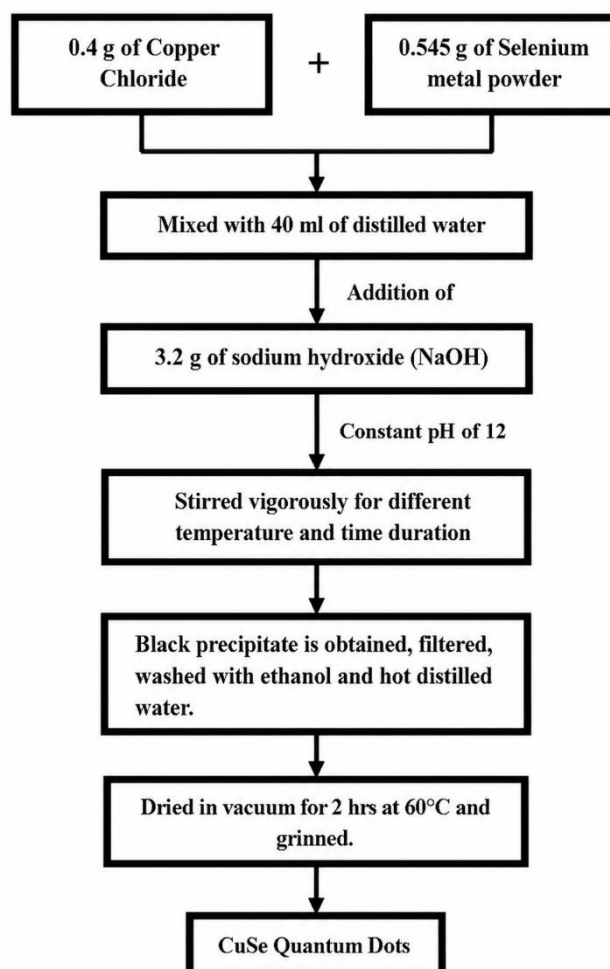 0.4 g of Copper
Chloride
+
0.545 g of Selenium
metal powder
Mixed with 40 ml of distilled water
Addition of
3.2 g of sodium hydroxide (NaOH)
Constant pH of 12
Stirred vigorously for different
temperature and time duration
Black precipitate is obtained, filtered,
washed with ethanol and hot distilled
water.
Dried in vacuum for 2 hrs at 60°C and
grinned.
CuSe Quantum Dots